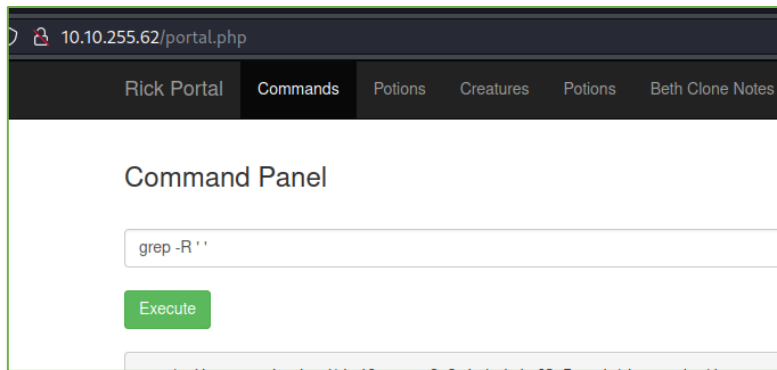 10.10.255.62/portal.php
Rick Portal Commands Potions Creatures Potions Beth Clone Notes
Command Panel
grep -R ' '
Execute